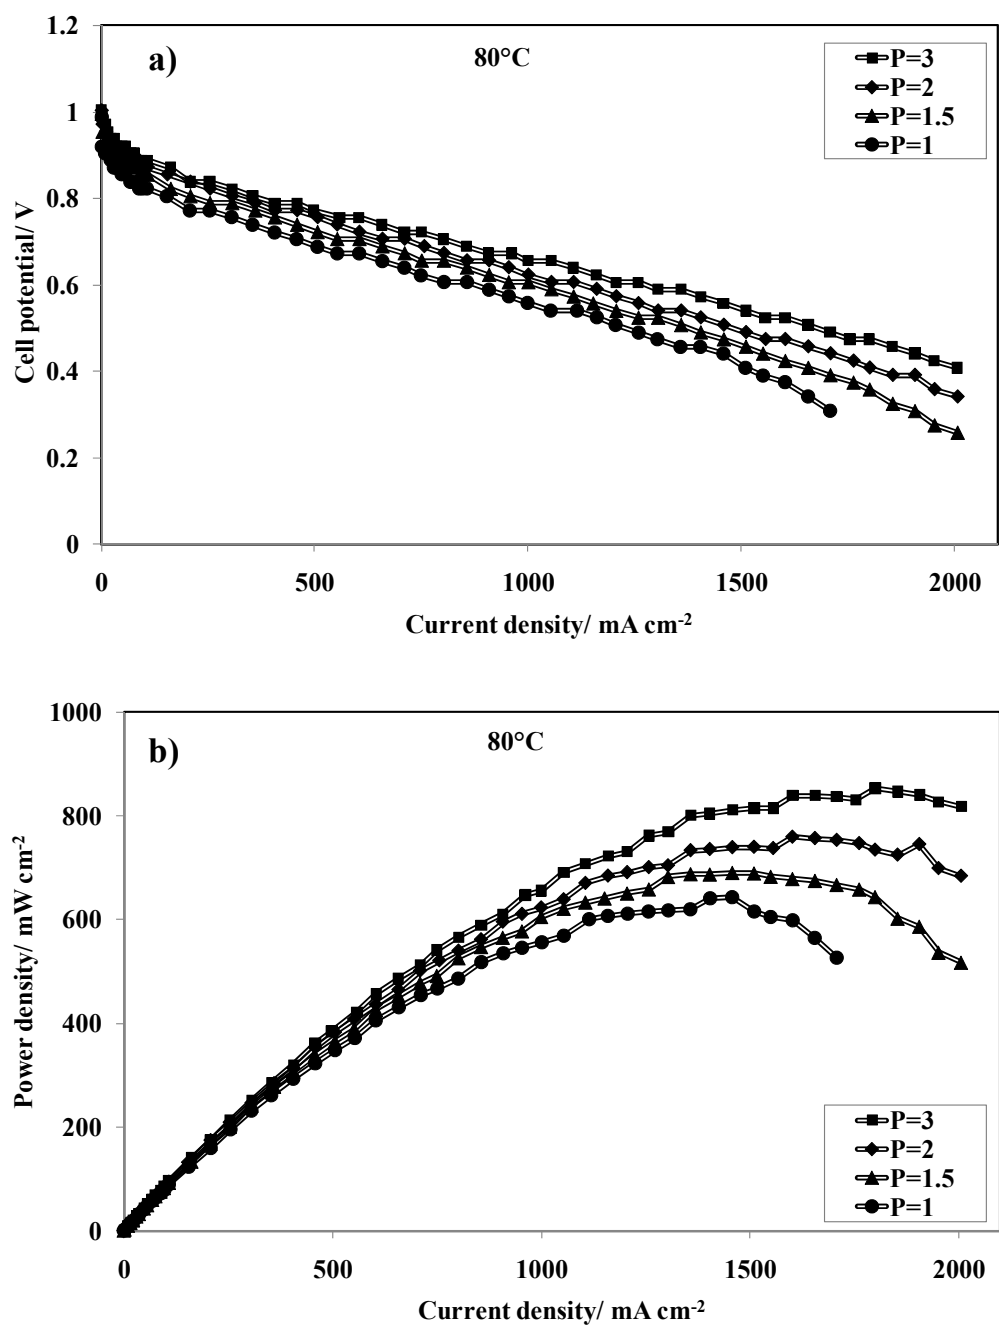 1.2
a)
80°C
P=3
P=2
P=1.5
P=1
1
0.8
0.6
0.4
0.2
0
Cell potential/ V
0 500 1000 1500 2000
Current density/ mA cm-2
1000
b)
80°C
800
600
400
200
0
Power density/ mW cm-2
P=3
P=2
P=1.5
P=1
0 500 1000 1500 2000
Current density/ mA cm-2